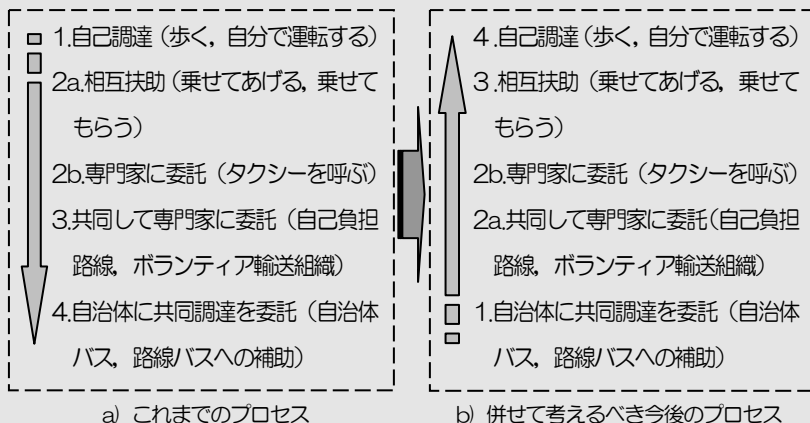 1.自己調達（歩く，自分で運転する）
2a.相互扶助（乗せてあげる，乗せて
もらう）
2b.専門家に委託（タクシーを呼ぶ）
3.共同して専門家に委託（自己負担
路線，ボランティア輸送組織）
4.自治体に共同調達を委託（自治体
バス，路線バスへの補助）
a) これまでのプロセス
4.自己調達（歩く，自分で運転する）
3.相互扶助（乗せてあげる，乗せて
もらう）
2b.専門家に委託（タクシーを呼ぶ）
2a.共同して専門家に委託（自己負担
路線，ボランティア輸送組織）
1.自治体に共同調達を委託（自治体
バス，路線バスへの補助）
b) 併せて考えるべき今後のプロセス